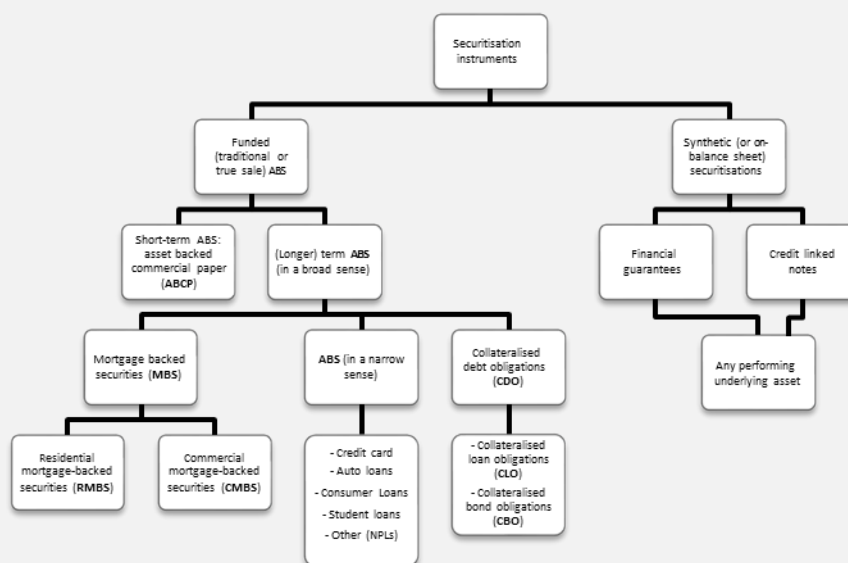 Securitisation
instruments
Funded
(traditional or
true sale) ABS
Synthetic (or on-
balance sheet)
securitisations
Short-term ABS:
asset backed
commercial paper
(ABCP)
(Longer) term ABS
(in a broad sense)
Financial
guarantees
Credit linked
notes
Mortgage backed
securities (MBS)
ABS (in a narrow
sense)
Collateralised
debt obligations
(CDO)
Any performing
underlying asset
Residential
mortgage-backed
securities (RMBS)
Commercial
mortgage-backed
securities (CMBS)
- Credit card
- Auto loans
- Consumer Loans
- Student loans
- Other (NPLs)
- Collateralised
loan obligations
(CLO)
- Collateralised
bond obligations
(CBO)